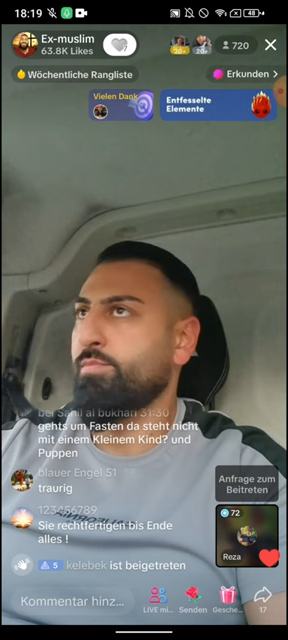 18:19
48
Ex-muslim
63.8K Likes
20+
20+
720
Wöchentliche Rangliste
Erkunden
Vielen Dank
Entfesselte
Elemente
bei Sahil al bukhari 31:30
gehts um Fasten da steht nicht
mit einem Kleinem Kind? und
Puppen
blauer Engel 51
traurig
123456789
Sie rechtfertigen bis Ende
alles !
5 kelebek ist beigetreten
Anfrage zum
Beitreten
72
Reza
Kommentar hinz...
LIVE mi...
Senden
Gesche...
17